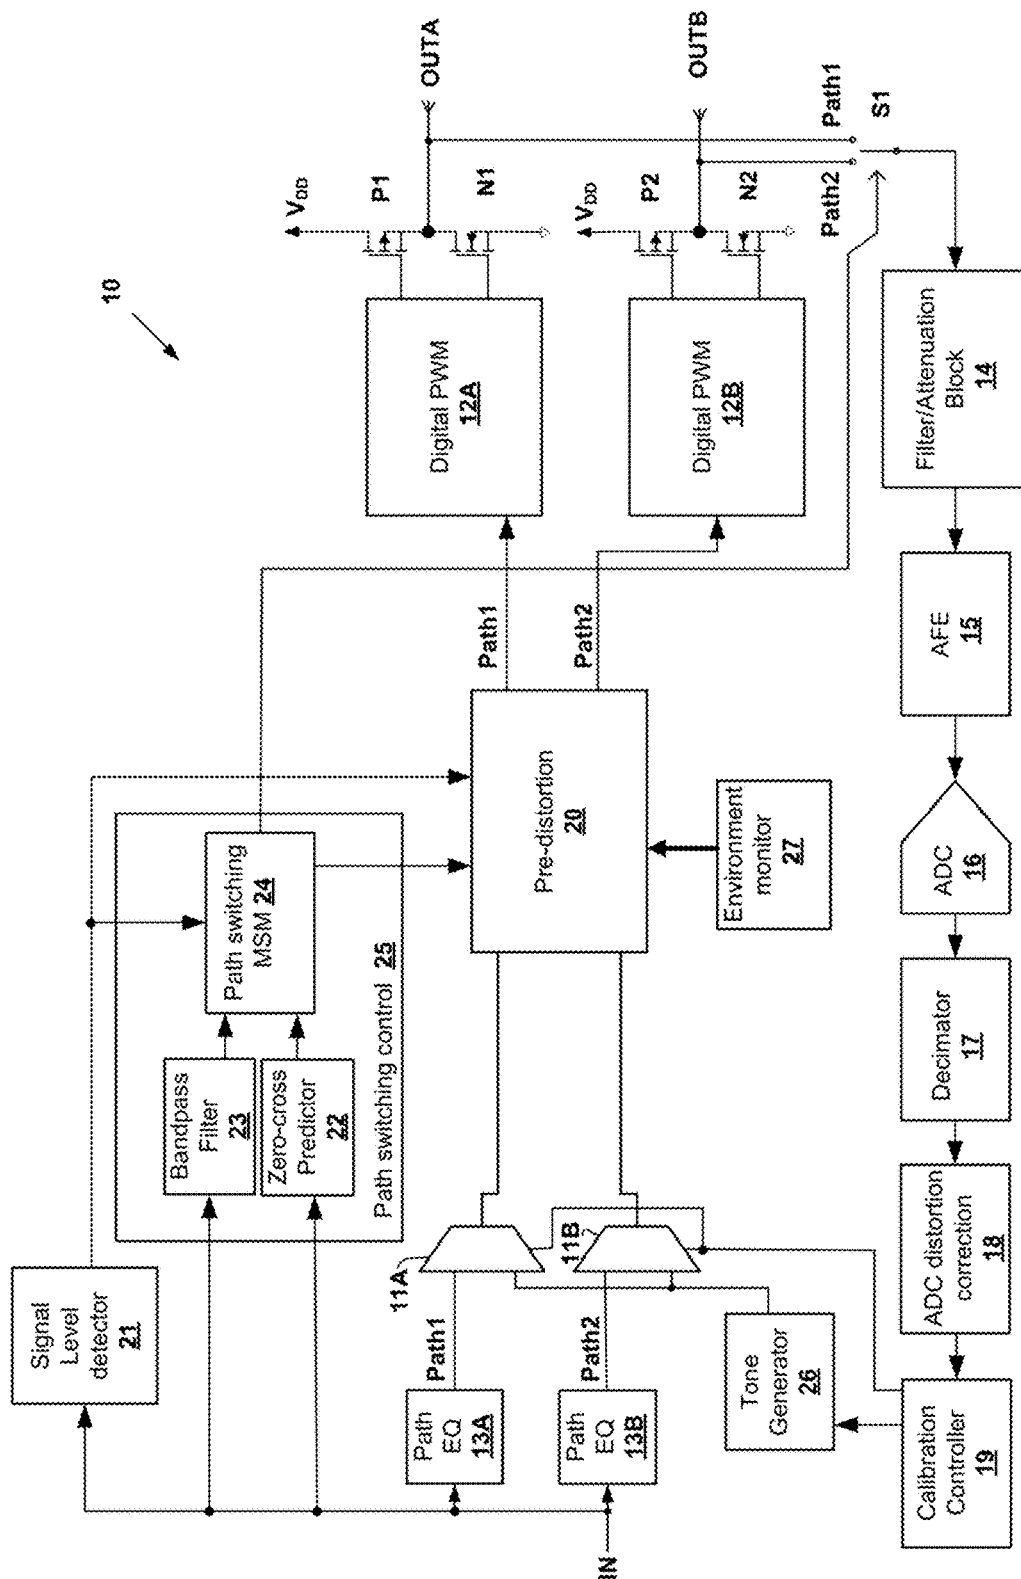 10
Signal
Level
detector
21
Bandpass
Filter
23
Zero-cross
Predictor
22
Path switching
MSM 24
Path switching control 25
IN
Path
EQ
13A
Path
EQ
13B
Path1
Path2
11A
11B
Pre-distortion
20
Environment
monitor
27
Tone
Generator
26
Path1
Path2
Digital PWM
12A
Digital PWM
12B
VDD
P1
N1
OUTA
VDD
P2
N2
OUTB
Path2
Path1
S1
Calibration
Controller
19
ADC distortion
correction
18
Decimator
17
ADC
16
AFE
15
Filter/Attenuation
Block
14